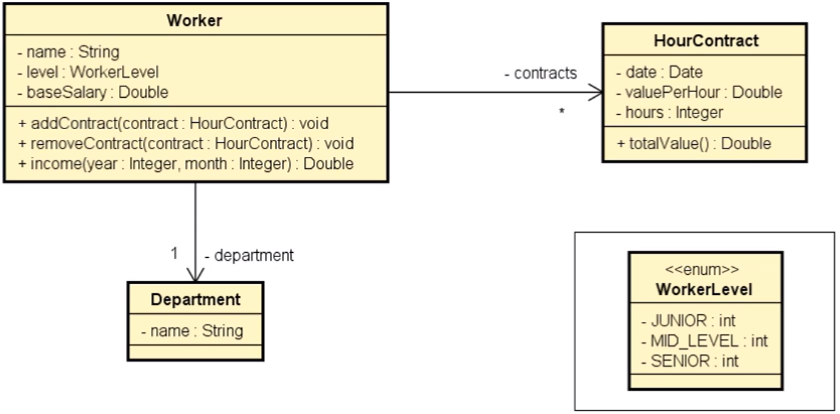 Worker
- name : String
- level : WorkerLevel
- baseSalary : Double
+ addContract(contract : HourContract) : void
+ removeContract(contract : HourContract) : void
+ income(year : Integer, month : Integer) : Double
- contracts
*
HourContract
- date : Date
- valuePerHour : Double
- hours : Integer
+ totalValue() : Double
1
- department
Department
- name : String
<<enum>>
WorkerLevel
- JUNIOR : int
- MID_LEVEL : int
- SENIOR : int